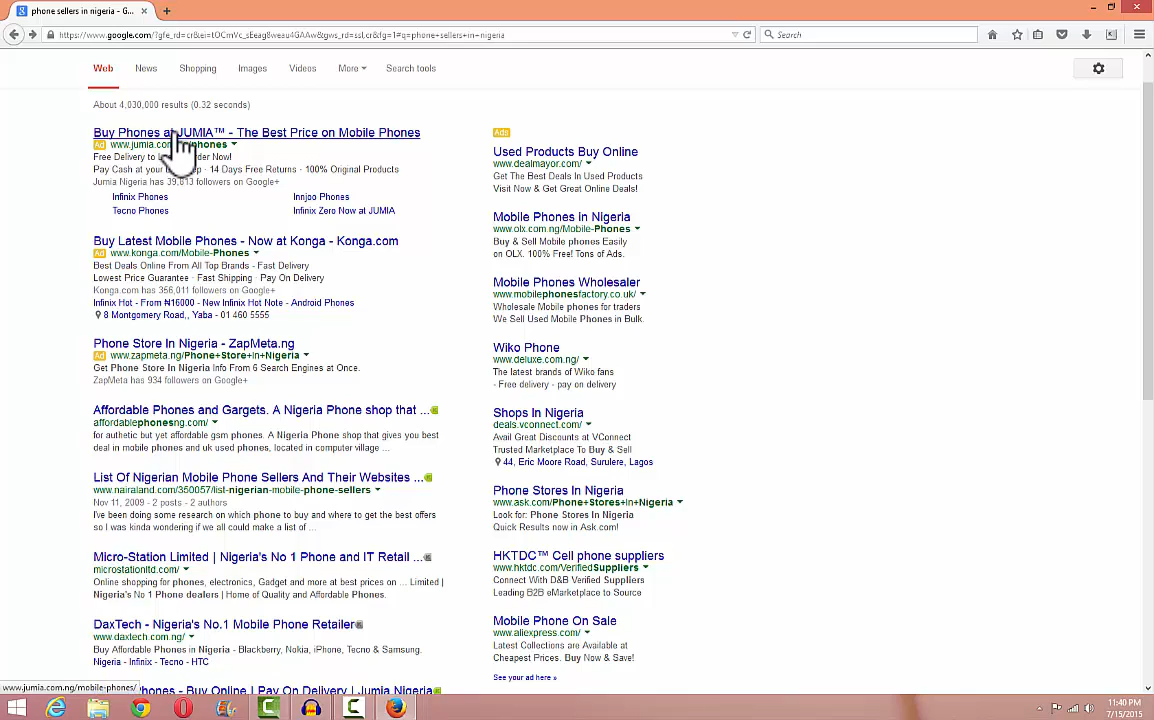 phone sellers in nigeria - G...
https://www.google.com/?gfe_rd=cr&ei=tOCmVc_sEeag8weau4GAAw&gws_rd=ssl,cr&fg=1#q=phone+sellers+in+nigeria
Search
Web News Shopping Images Videos More Search tools
About 4,030,000 results (0.32 seconds)
Buy Phones at JUMIA™ - The Best Price on Mobile Phones
Ad www.jumia.com phones
Free Delivery to der Now!
Pay Cash at your p · 14 Days Free Returns · 100% Original Products
Jumia Nigeria has 39,813 followers on Google+
Infinix Phones Innjoo Phones
Tecno Phones Infinix Zero Now at JUMIA
Buy Latest Mobile Phones - Now at Konga - Konga.com
Ad www.konga.com/Mobile-Phones
Best Deals Online From All Top Brands - Fast Delivery
Lowest Price Guarantee · Fast Shipping · Pay On Delivery
Konga.com has 356,011 followers on Google+
Infinix Hot - From ₦16000 - New Infinix Hot Note - Android Phones
8 Montgomery Road,, Yaba - 01 460 5555
Phone Store In Nigeria - ZapMeta.ng
Ad www.zapmeta.ng/Phone+Store+In+Nigeria
Get Phone Store In Nigeria Info From 6 Search Engines at Once.
ZapMeta has 934 followers on Google+
Affordable Phones and Gargets. A Nigeria Phone shop that ...
affordablephonesng.com/
for authetic but yet affordable gsm phones. A Nigeria Phone shop that gives you best
deal in mobile phones and uk used phones, located in computer village ...
List Of Nigerian Mobile Phone Sellers And Their Websites ...
www.nairaland.com/350057/list-nigerian-mobile-phone-sellers
Nov 11, 2009 - 2 posts - 2 authors
I've been doing some research on which phone to buy and where to get the best offers
so I was kinda wondering if we all could make a list of ...
Micro-Station Limited | Nigeria's No 1 Phone and IT Retail ...
microstationltd.com/
Online shopping for phones, electronics, Gadget and more at best prices on ... Limited |
Nigeria's No 1 Phone dealers | Home of Quality and Affordable Phones.
DaxTech - Nigeria's No.1 Mobile Phone Retailer
www.daxtech.com.ng/
Buy Affordable Phones in Nigeria - Blackberry, Nokia, iPhone, Tecno & Samsung.
Nigeria - Infinix - Tecno - HTC
hones - Buy Online | Pay On Delivery | Jumia Nigeria
Ads
Used Products Buy Online
www.dealmayor.com/
Get The Best Deals In Used Products
Visit Now & Get Great Online Deals!
Mobile Phones in Nigeria
www.olx.com.ng/Mobile-Phones
Buy & Sell Mobile phones Easily
on OLX. 100% Free! Tons of Ads.
Mobile Phones Wholesaler
www.mobilephonesfactory.co.uk/
Wholesale Mobile phones for traders
We Sell Used Mobile Phones in Bulk.
Wiko Phone
www.deluxe.com.ng/
The latest brands of Wiko fans
- Free delivery - pay on delivery
Shops In Nigeria
deals.vconnect.com/
Avail Great Discounts at VConnect
Trusted Marketplace To Buy & Sell
44, Eric Moore Road, Surulere, Lagos
Phone Stores In Nigeria
www.ask.com/Phone+Stores+In+Nigeria
Look for: Phone Stores In Nigeria
Quick Results now in Ask.com!
HKTDC™ Cell phone suppliers
www.hktdc.com/VerifiedSuppliers
Connect With D&B Verified Suppliers
Leading B2B eMarketplace to Source
Mobile Phone On Sale
www.aliexpress.com/
Latest Collections are Available at
Cheapest Prices. Buy Now & Save!
See your ad here »
www.jumia.com.ng/mobile-phones/
11:40 PM
7/15/2015